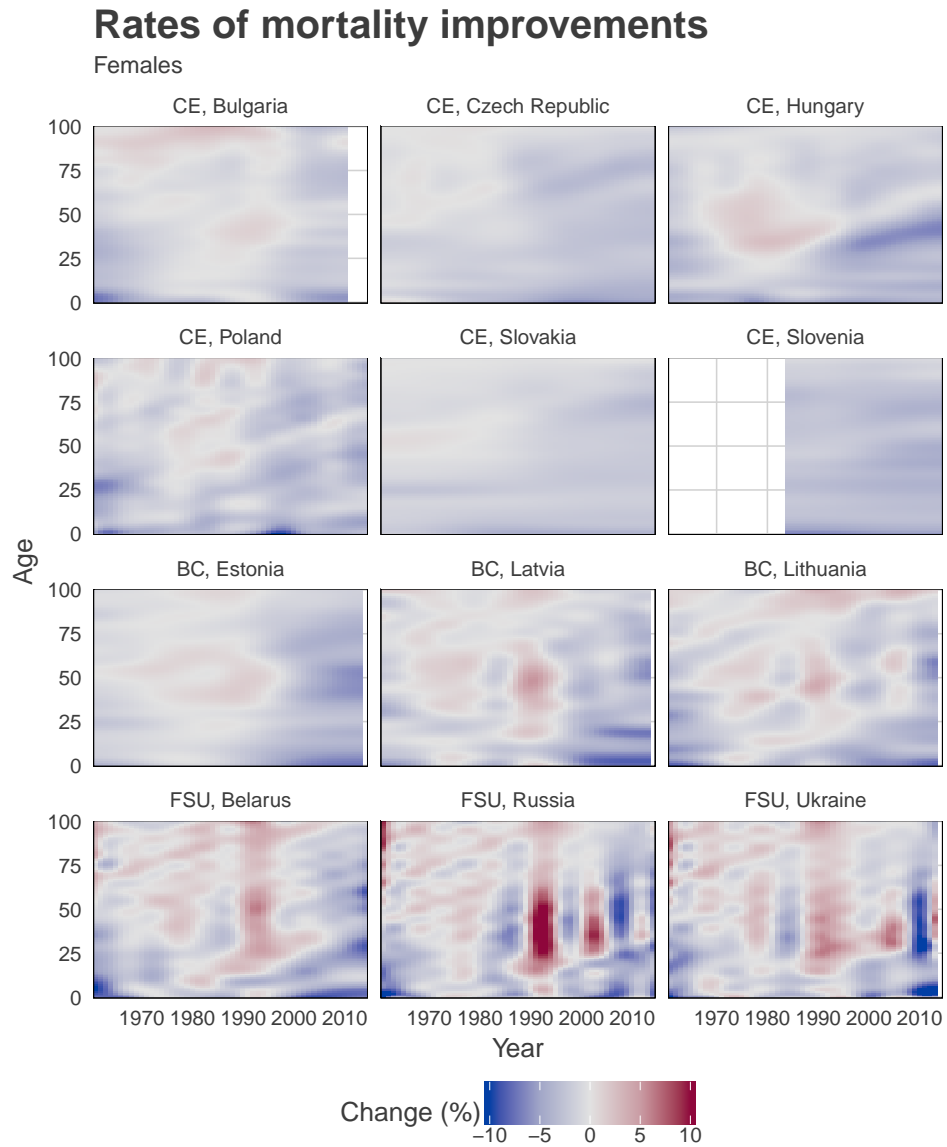 Rates of mortality improvements
Females
CE, Bulgaria CE, Czech Republic CE, Hungary
100
75
50
25
0
CE, Poland CE, Slovakia CE, Slovenia
100
75
50
25
0
Age
BC, Estonia BC, Latvia BC, Lithuania
100
75
50
25
0
FSU, Belarus FSU, Russia FSU, Ukraine
100
75
50
25
0
1970 1980 1990 2000 2010 1970 1980 1990 2000 2010 1970 1980 1990 2000 2010
Year
Change (%)
−10 −5 0 5 10